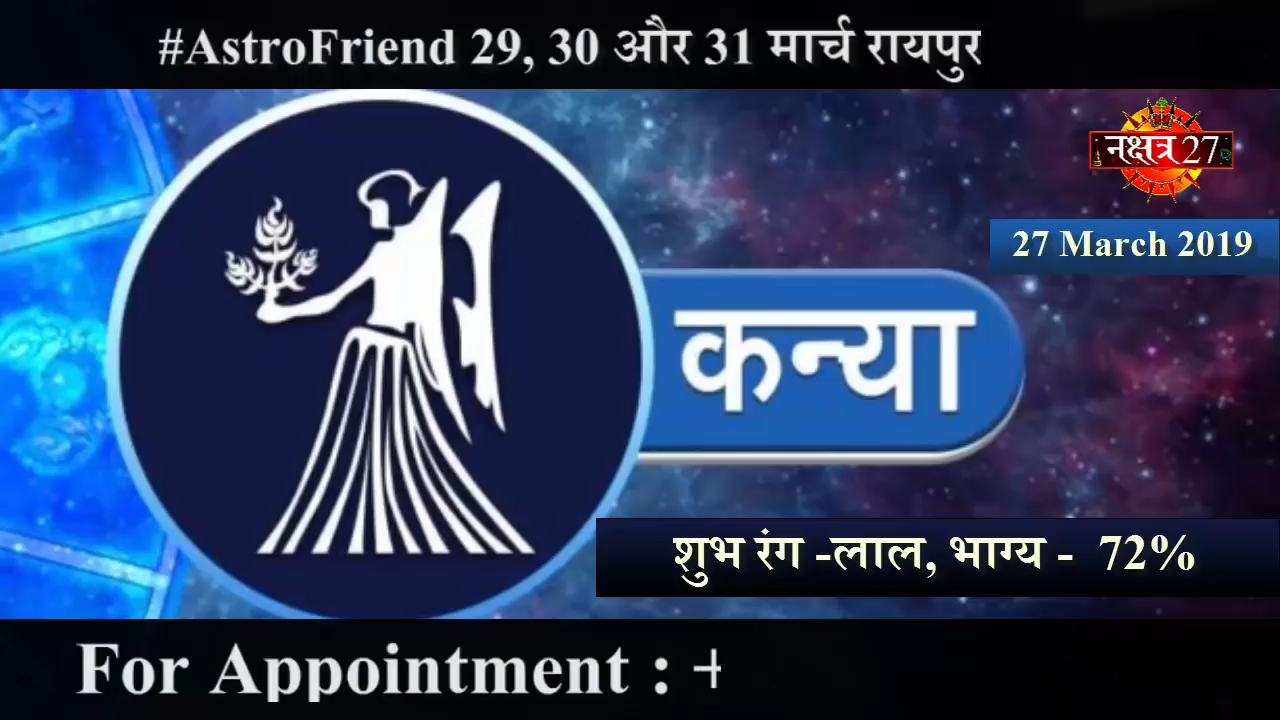 #AstroFriend 29, 30 और 31 मार्च रायपुर
नक्षत्र 27
27 March 2019
कन्या
शुभ रंग -लाल, भाग्य - 72%
For Appointment : +